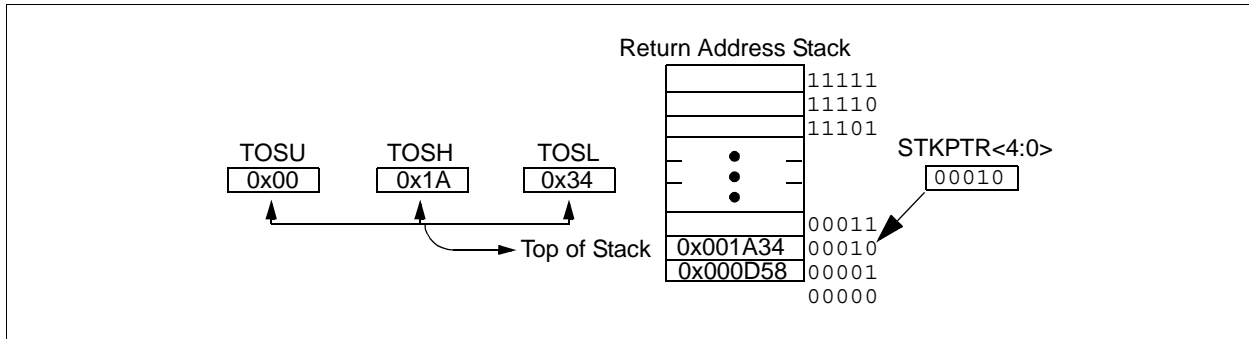 Return Address Stack
11111
11110
11101
TOSU TOSH TOSL
0x00 0x1A 0x34
STKPTR<4:0>
00010
00011
Top of Stack 0x001A34 00010
0x000D58 00001
00000